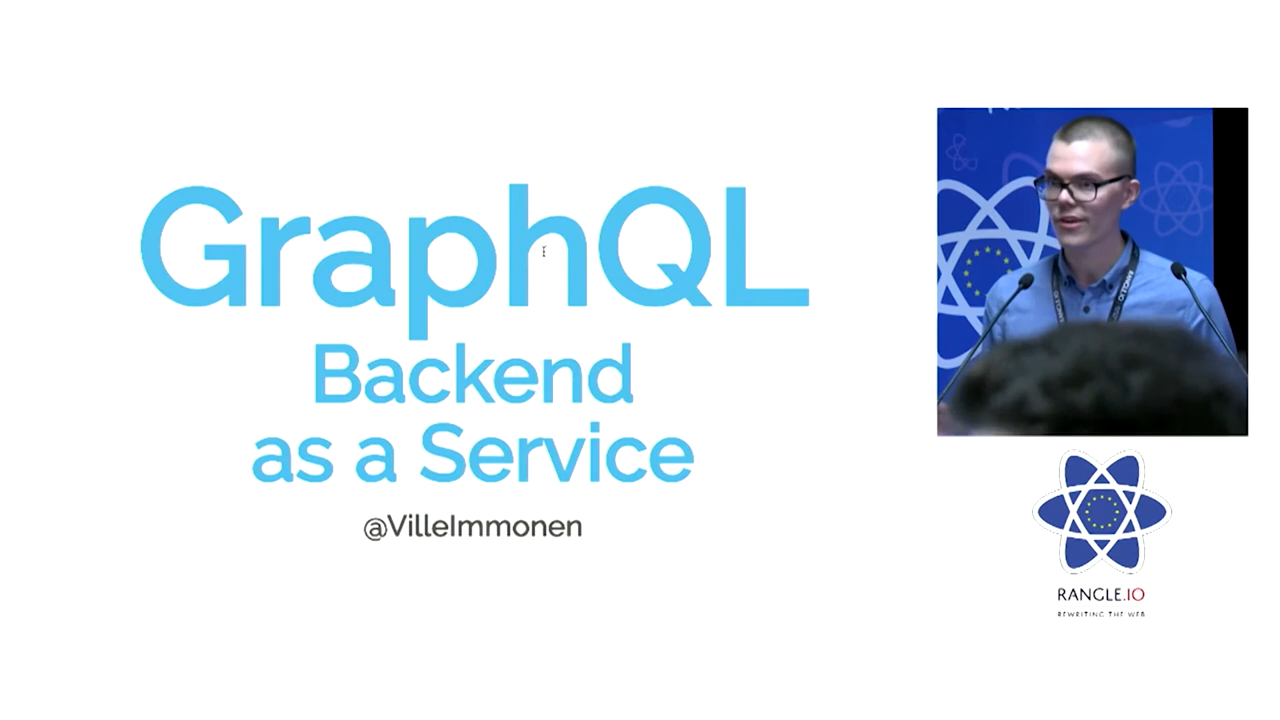 GraphQL
Backend
as a Service
@VilleImmonen
RANGLE.IO
REWRITING THE WEB